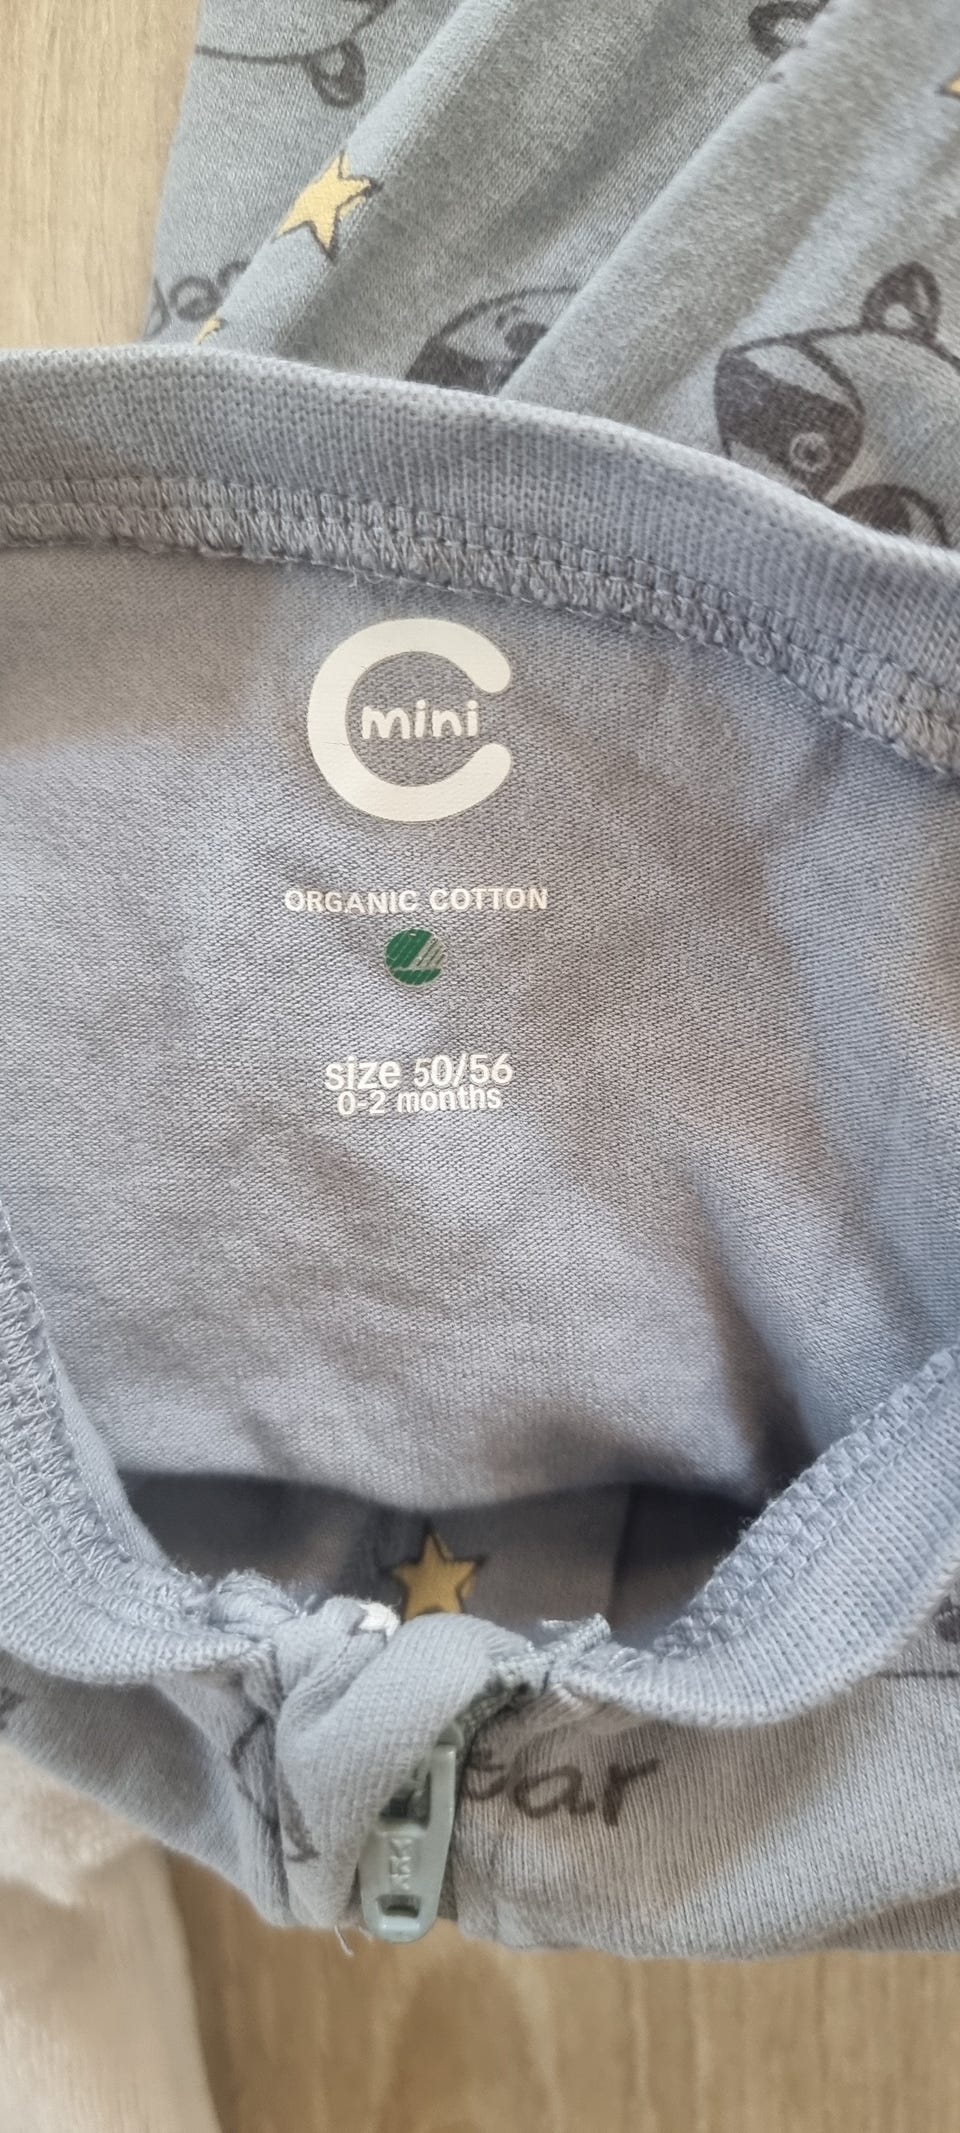 mini
ORGANIC COTTON
size 50/56
0-2 months